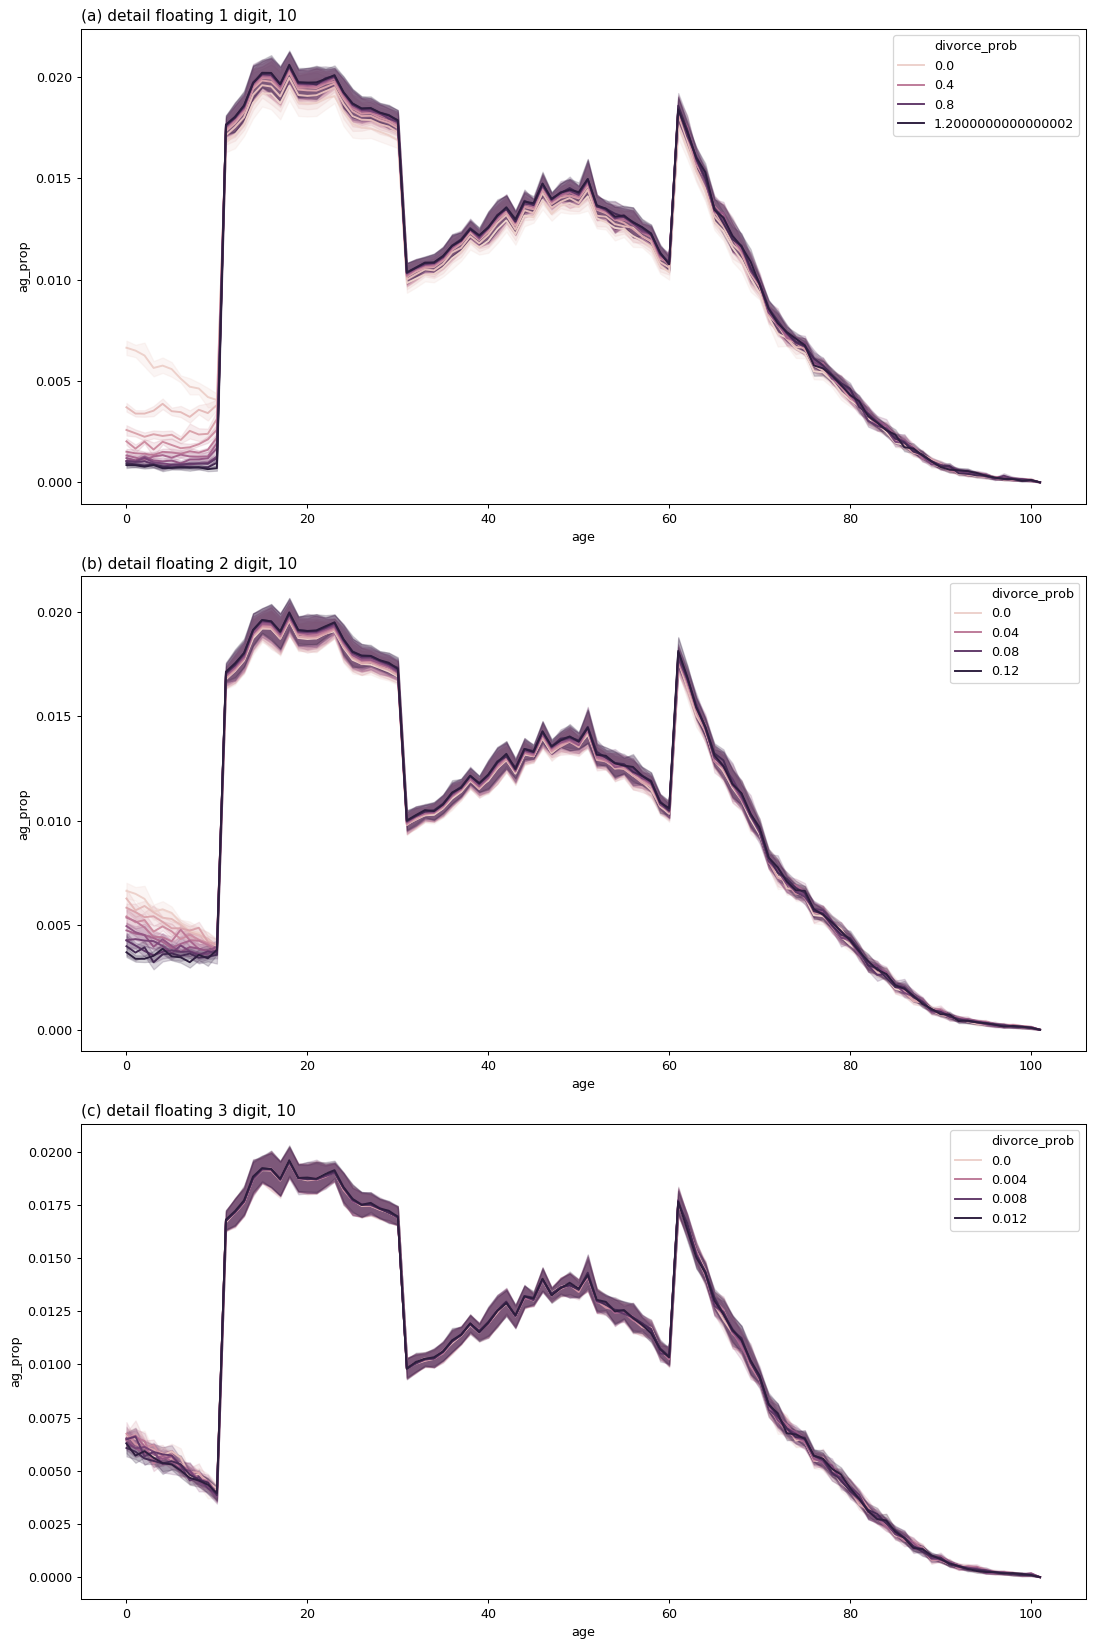 (a) detail floating 1 digit, 10
divorce_prob
0.0
0.4
0.8
1.2000000000000002
0.020
0.015
0.010
0.005
0.000
ag_prop
0 20 40 60 80 100
age
(b) detail floating 2 digit, 10
divorce_prob
0.0
0.04
0.08
0.12
0.020
0.015
0.010
0.005
0.000
ag_prop
0 20 40 60 80 100
age
(c) detail floating 3 digit, 10
divorce_prob
0.0
0.004
0.008
0.012
0.0200
0.0175
0.0150
0.0125
0.0100
0.0075
0.0050
0.0025
0.0000
ag_prop
0 20 40 60 80 100
age